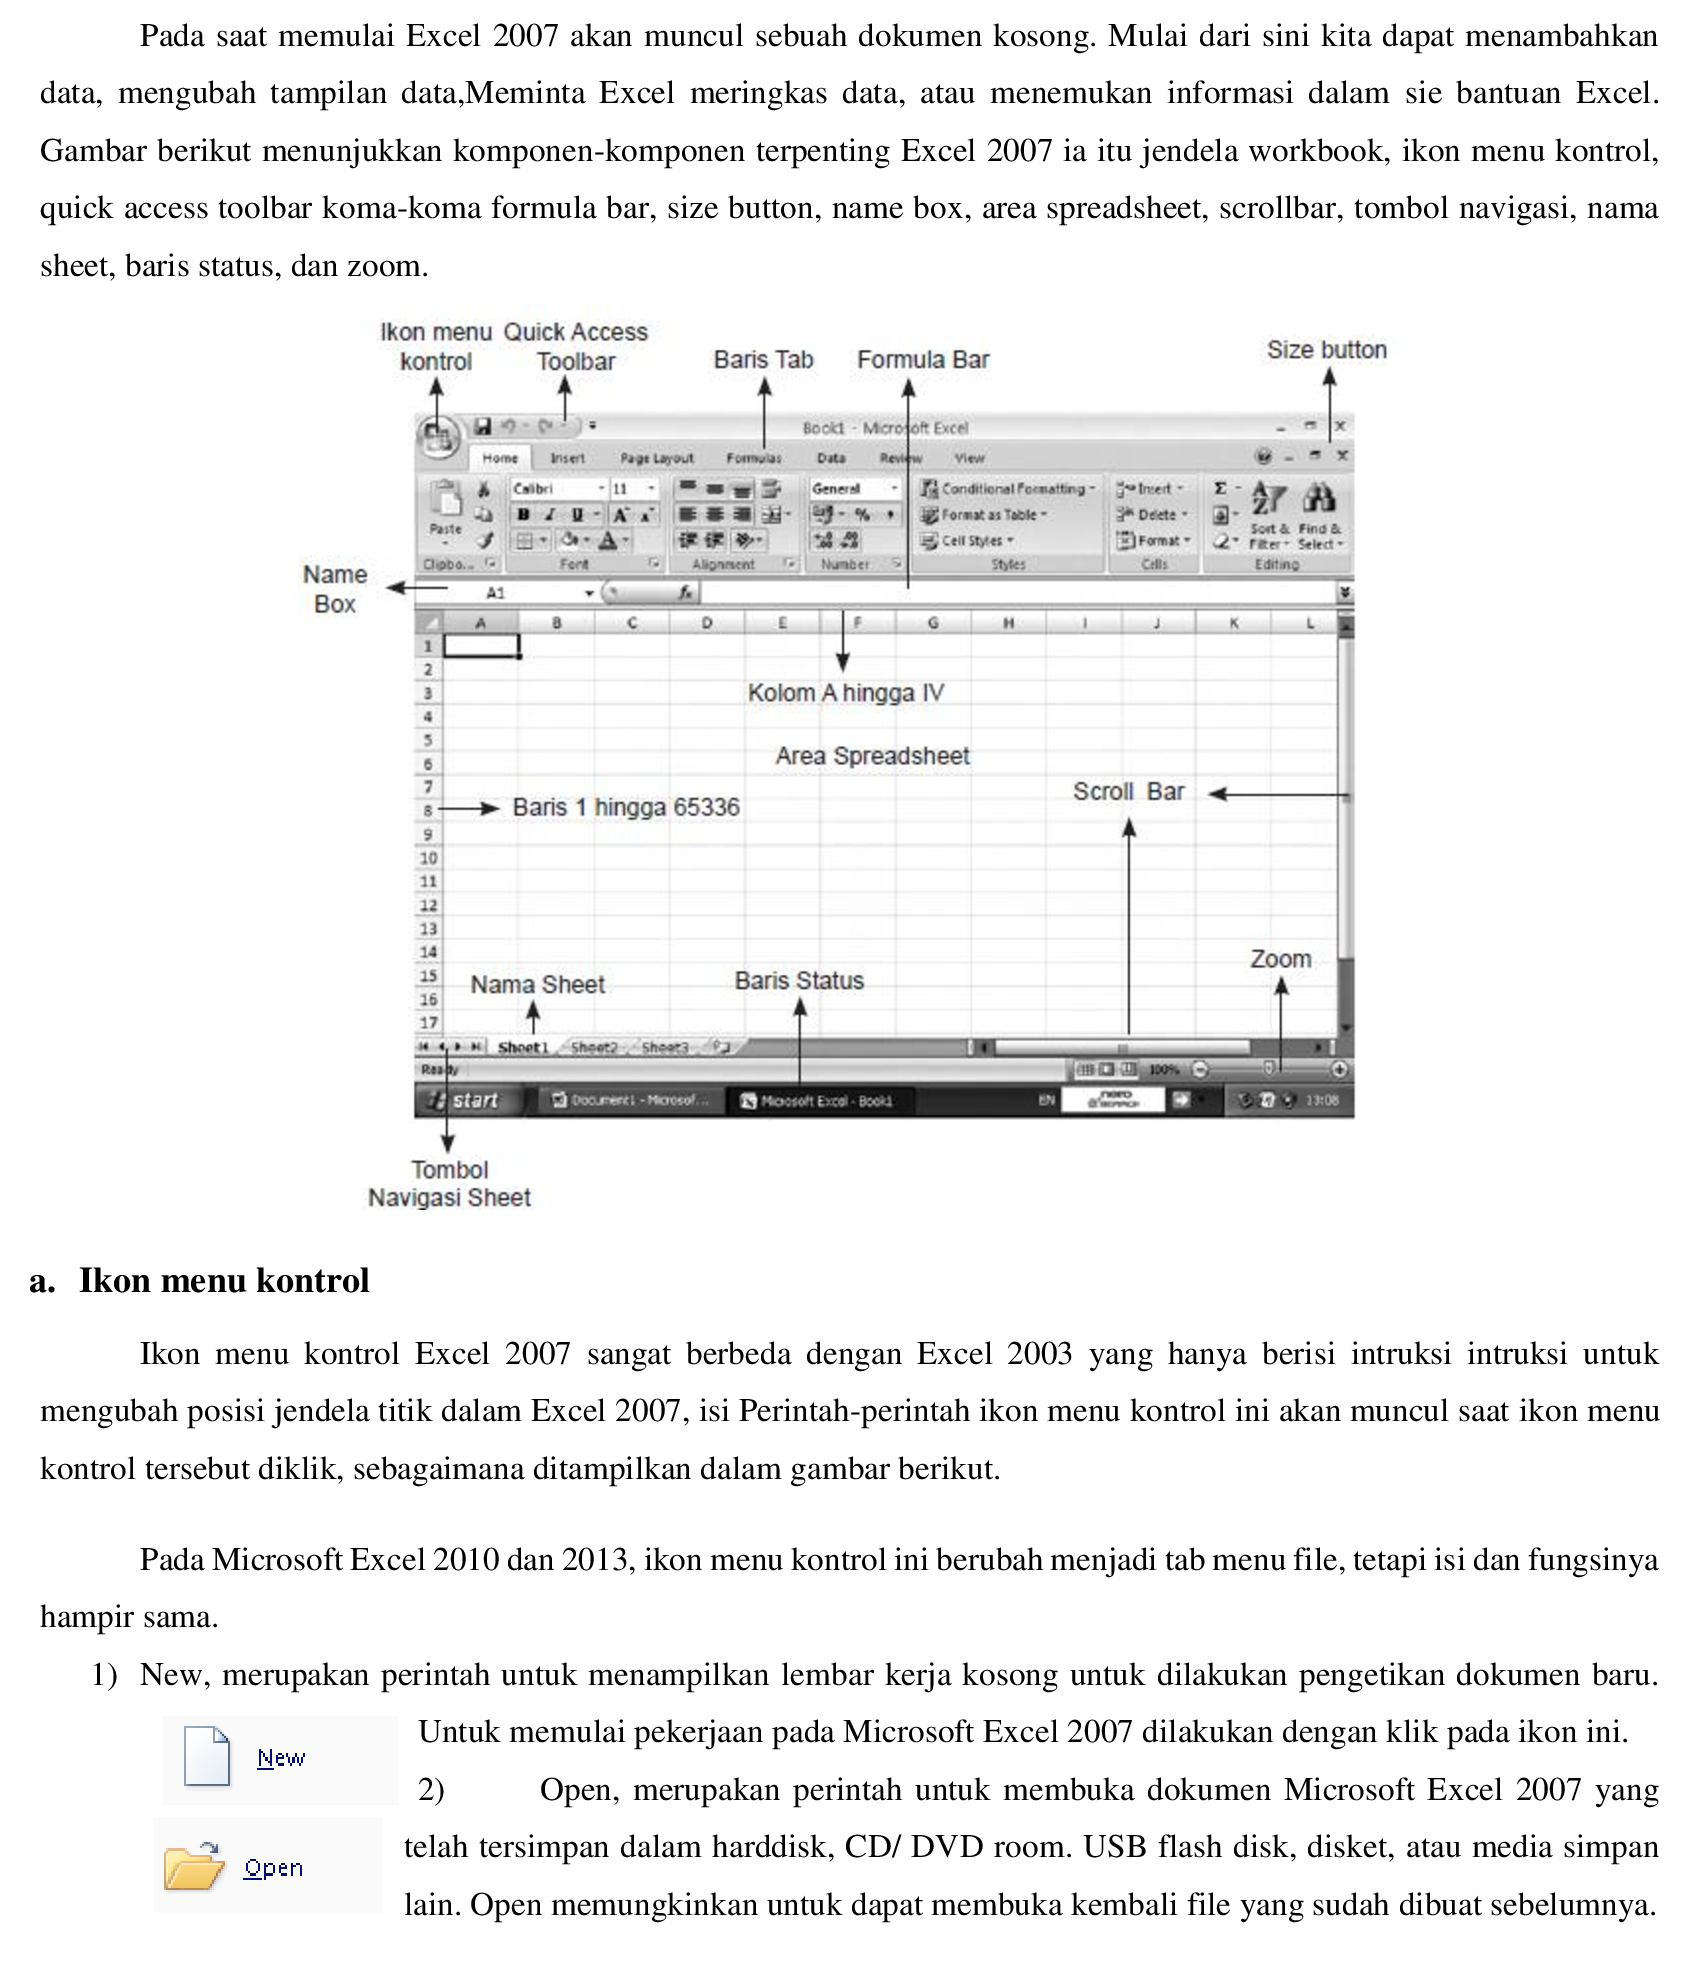 Pada saat memulai Excel 2007 akan muncul sebuah dokumen kosong. Mulai dari sini kita dapat menambahkan
data, mengubah tampilan data,Meminta Excel meringkas data, atau menemukan informasi dalam sie bantuan Excel.
Gambar berikut menunjukkan komponen-komponen terpenting Excel 2007 ia itu jendela workbook, ikon menu kontrol,
quick access toolbar koma-koma formula bar, size button, name box, area spreadsheet, scrollbar, tombol navigasi, nama
sheet, baris status, dan zoom.
Ikon menu kontrol
Quick Access Toolbar
Baris Tab
Formula Bar
Size button
Book1 - Microsoft Excel
Home Insert Page Layout Formulas Data Review View
Calibri 11 General Conditional Formatting Insert Σ
B I U A A % , Format as Table Delete
Paste Cell Styles Format Sort & Filter Find & Select
Clipbo... Font Alignment Number Styles Cells Editing
Name Box
A1 fx
A B C D E F G H I J K L
1
2
3
Kolom A hingga IV
4
5
6
Area Spreadsheet
7
Scroll Bar
8
Baris 1 hingga 65336
9
10
11
12
13
14
Zoom
15
Nama Sheet
Baris Status
16
17
Sheet1 Sheet2 Sheet3
Ready 100%
start Document1 - Microsof... Microsoft Excel - Book1 EN 13:08
Tombol
Navigasi Sheet
a. Ikon menu kontrol
Ikon menu kontrol Excel 2007 sangat berbeda dengan Excel 2003 yang hanya berisi intruksi intruksi untuk
mengubah posisi jendela titik dalam Excel 2007, isi Perintah-perintah ikon menu kontrol ini akan muncul saat ikon menu
kontrol tersebut diklik, sebagaimana ditampilkan dalam gambar berikut.
Pada Microsoft Excel 2010 dan 2013, ikon menu kontrol ini berubah menjadi tab menu file, tetapi isi dan fungsinya
hampir sama.
1) New, merupakan perintah untuk menampilkan lembar kerja kosong untuk dilakukan pengetikan dokumen baru.
Untuk memulai pekerjaan pada Microsoft Excel 2007 dilakukan dengan klik pada ikon ini.
New
2) Open, merupakan perintah untuk membuka dokumen Microsoft Excel 2007 yang
telah tersimpan dalam harddisk, CD/ DVD room. USB flash disk, disket, atau media simpan
Open
lain. Open memungkinkan untuk dapat membuka kembali file yang sudah dibuat sebelumnya.